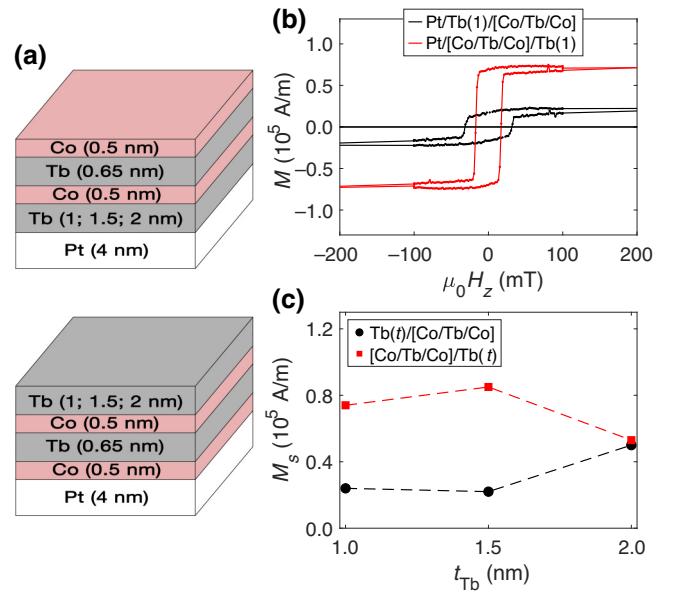 (a)
Co (0.5 nm)
Tb (0.65 nm)
Co (0.5 nm)
Tb (1; 1.5; 2 nm)
Pt (4 nm)
Tb (1; 1.5; 2 nm)
Co (0.5 nm)
Tb (0.65 nm)
Co (0.5 nm)
Pt (4 nm)
(b)
Pt/Tb(1)/[Co/Tb/Co]
Pt/[Co/Tb/Co]/Tb(1)
M (10⁵ A/m)
1.0
0.5
0.0
−0.5
−1.0
−200 −100 0 100 200
μ₀Hz (mT)
(c)
Tb(t)/[Co/Tb/Co]
[Co/Tb/Co]/Tb(t)
Ms (10⁵ A/m)
1.2
0.8
0.4
0.0
1.0 1.5 2.0
tTb (nm)